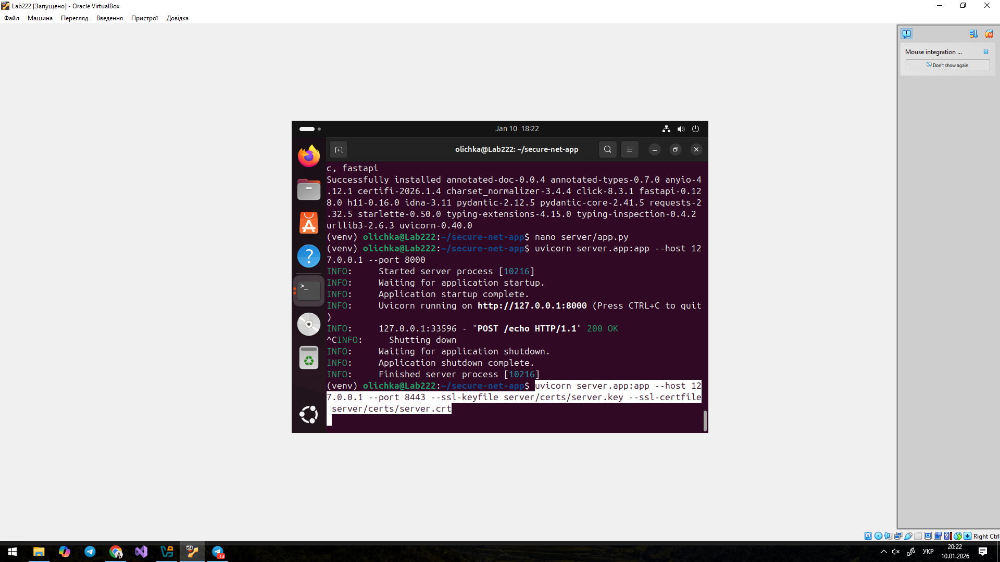 Lab222 [Запущено] - Oracle VirtualBox
Файл Машина Перегляд Введення Пристрої Довідка
Mouse integration ...
Don't show again
Jan 10 18:22
olichka@Lab222: ~/secure-net-app
c, fastapi
Successfully installed annotated-doc-0.0.4 annotated-types-0.7.0 anyio-4
.12.1 certifi-2026.1.4 charset_normalizer-3.4.4 click-8.3.1 fastapi-0.12
8.0 h11-0.16.0 idna-3.11 pydantic-2.12.5 pydantic-core-2.41.5 requests-2
.32.5 starlette-0.50.0 typing-extensions-4.15.0 typing-inspection-0.4.2
urllib3-2.6.3 uvicorn-0.40.0
(venv) olichka@Lab222:~/secure-net-app$ nano server/app.py
(venv) olichka@Lab222:~/secure-net-app$ uvicorn server.app:app --host 12
7.0.0.1 --port 8000
INFO:     Started server process [10216]
INFO:     Waiting for application startup.
INFO:     Application startup complete.
INFO:     Uvicorn running on http://127.0.0.1:8000 (Press CTRL+C to quit
)
INFO:     127.0.0.1:33596 - "POST /echo HTTP/1.1" 200 OK
^CINFO:     Shutting down
INFO:     Waiting for application shutdown.
INFO:     Application shutdown complete.
INFO:     Finished server process [10216]
(venv) olichka@Lab222:~/secure-net-app$ uvicorn server.app:app --host 12
7.0.0.1 --port 8443 --ssl-keyfile server/certs/server.key --ssl-certfile
 server/certs/server.crt
Right Ctrl
13
УКР
20:22
10.01.2026